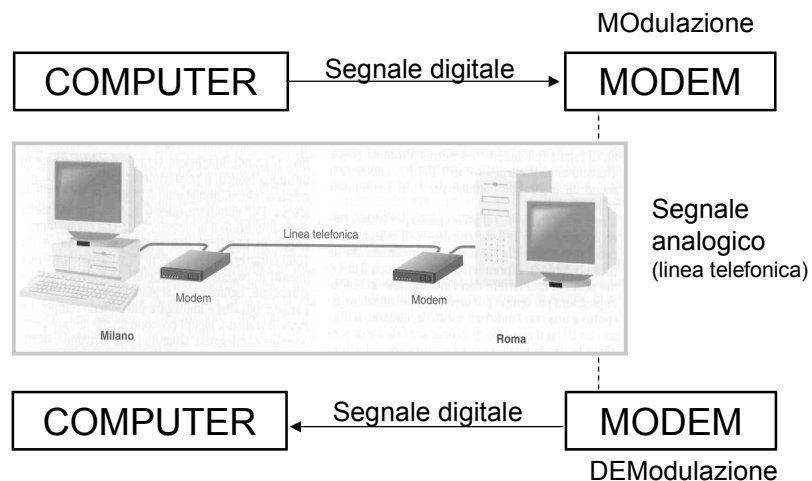 MOdulazione
COMPUTER
Segnale digitale
MODEM
Linea telefonica
Modem
Modem
Milano
Roma
Segnale
analogico
(linea telefonica)
COMPUTER
Segnale digitale
MODEM
DEModulazione